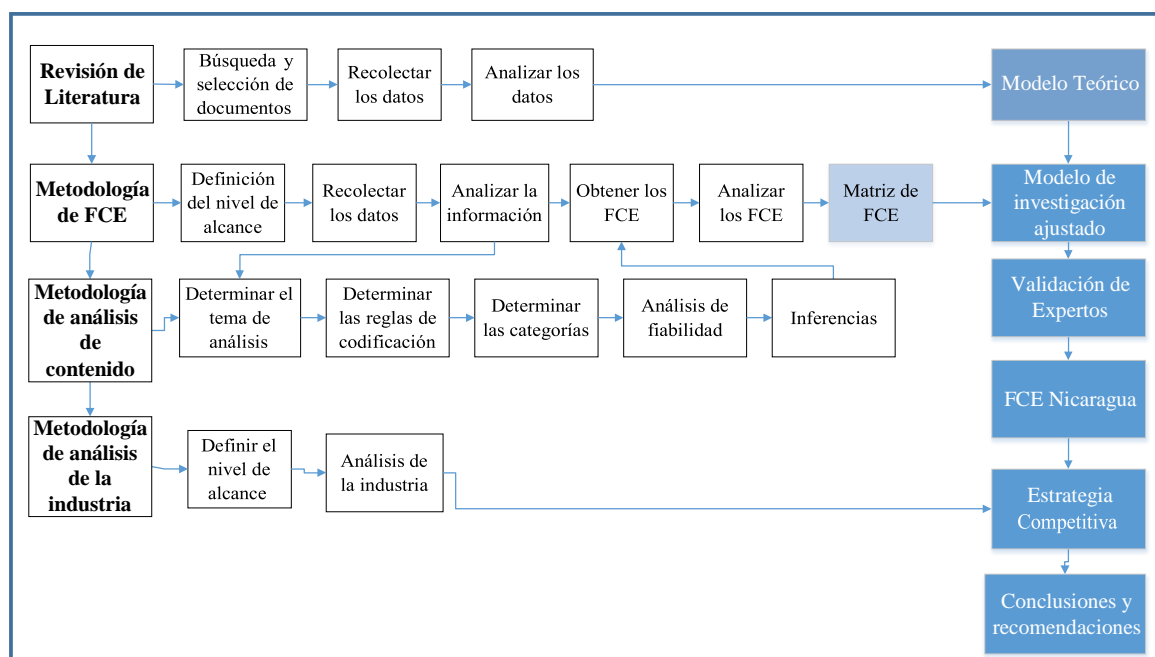 Revisión de
Literatura
Búsqueda y
selección de
documentos
Recolectar
los datos
Analizar los
datos
Modelo Teórico
Metodología
de FCE
Definición
del nivel de
alcance
Recolectar
los datos
Analizar la
información
Obtener los
FCE
Analizar
los FCE
Matriz de
FCE
Modelo de
investigación
ajustado
Metodología
de análisis
de
contenido
Determinar el
tema de
análisis
Determinar
las reglas de
codificación
Determinar
las categorías
Análisis de
fiabilidad
Inferencias
Validación de
Expertos
FCE Nicaragua
Metodología
de análisis
de la
industria
Definir el
nivel de
alcance
Análisis de
la industria
Estrategia
Competitiva
Conclusiones y
recomendaciones